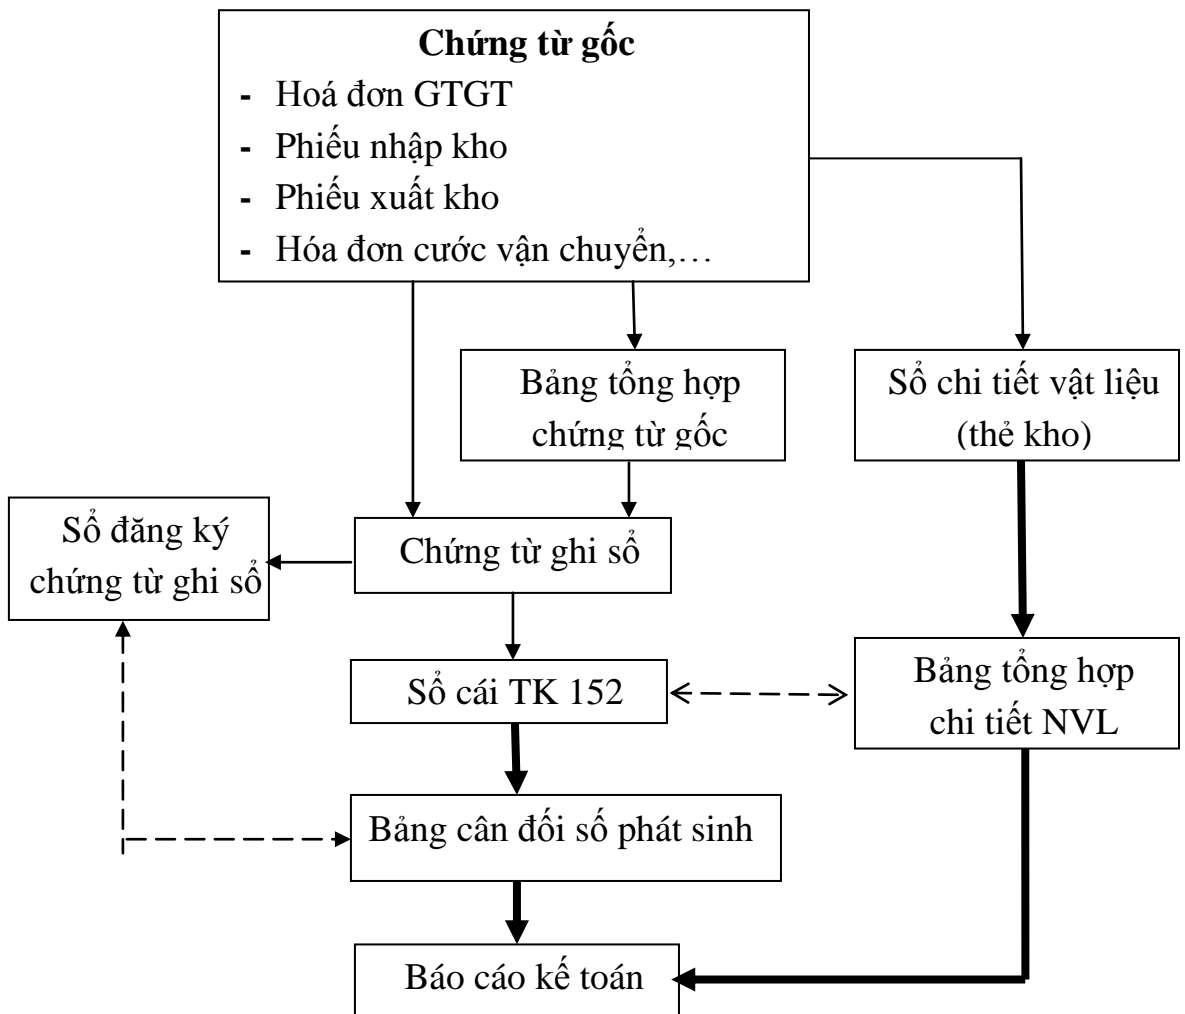 Chứng từ gốc
- Hoá đơn GTGT
- Phiếu nhập kho
- Phiếu xuất kho
- Hóa đơn cước vận chuyển,…
Bảng tổng hợp
chứng từ gốc
Sổ chi tiết vật liệu
(thẻ kho)
Sổ đăng ký
chứng từ ghi sổ
Chứng từ ghi sổ
Sổ cái TK 152
Bảng tổng hợp
chi tiết NVL
Bảng cân đối số phát sinh
Báo cáo kế toán